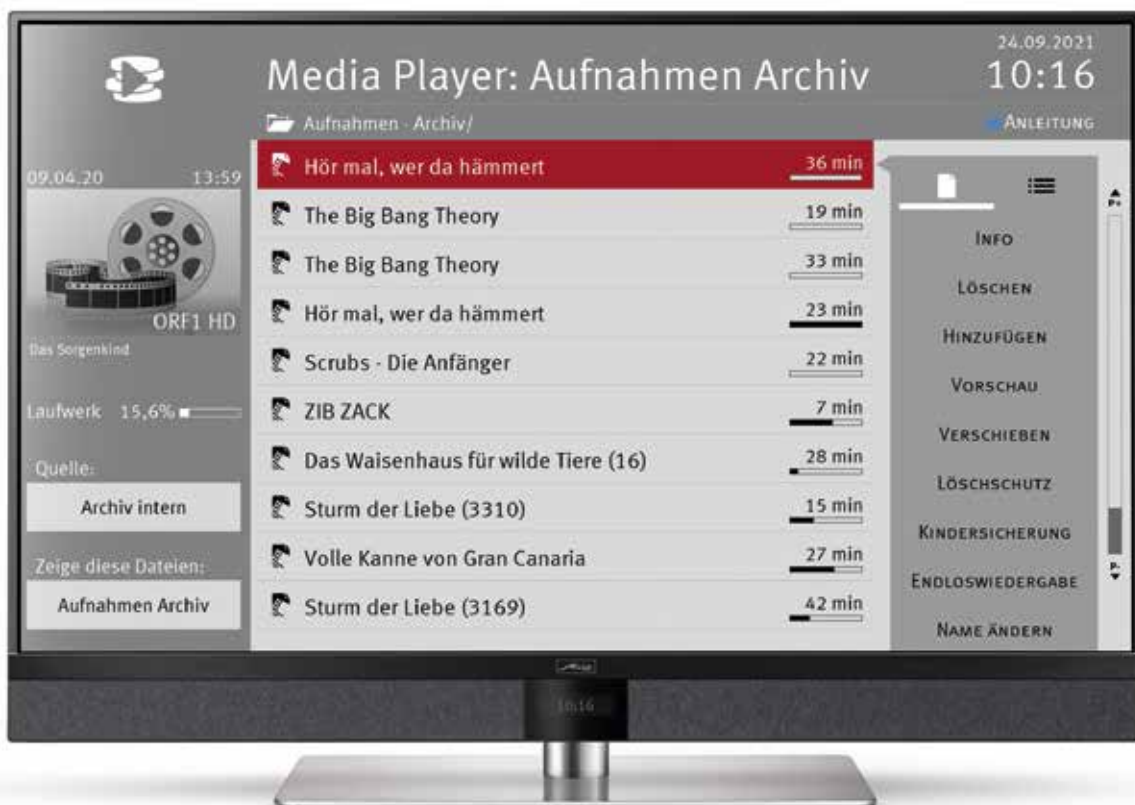 24.09.2021
Media Player: Aufnahmen Archiv
10:16
Aufnahmen - Archiv/
ANLEITUNG
09.04.20 13:59
ORF1 HD
Das Sorgenkind
Laufwerk 15,6%
Quelle:
Archiv intern
Zeige diese Dateien:
Aufnahmen Archiv
Hör mal, wer da hämmert 36 min
The Big Bang Theory 19 min
The Big Bang Theory 33 min
Hör mal, wer da hämmert 23 min
Scrubs - Die Anfänger 22 min
ZIB ZACK 7 min
Das Waisenhaus für wilde Tiere (16) 28 min
Sturm der Liebe (3310) 15 min
Volle Kanne von Gran Canaria 27 min
Sturm der Liebe (3169) 42 min
INFO
LÖSCHEN
HINZUFÜGEN
VORSCHAU
VERSCHIEBEN
LÖSCHSCHUTZ
KINDERSICHERUNG
ENDLOSWIEDERGABE
NAME ÄNDERN
P+
P-
10:16